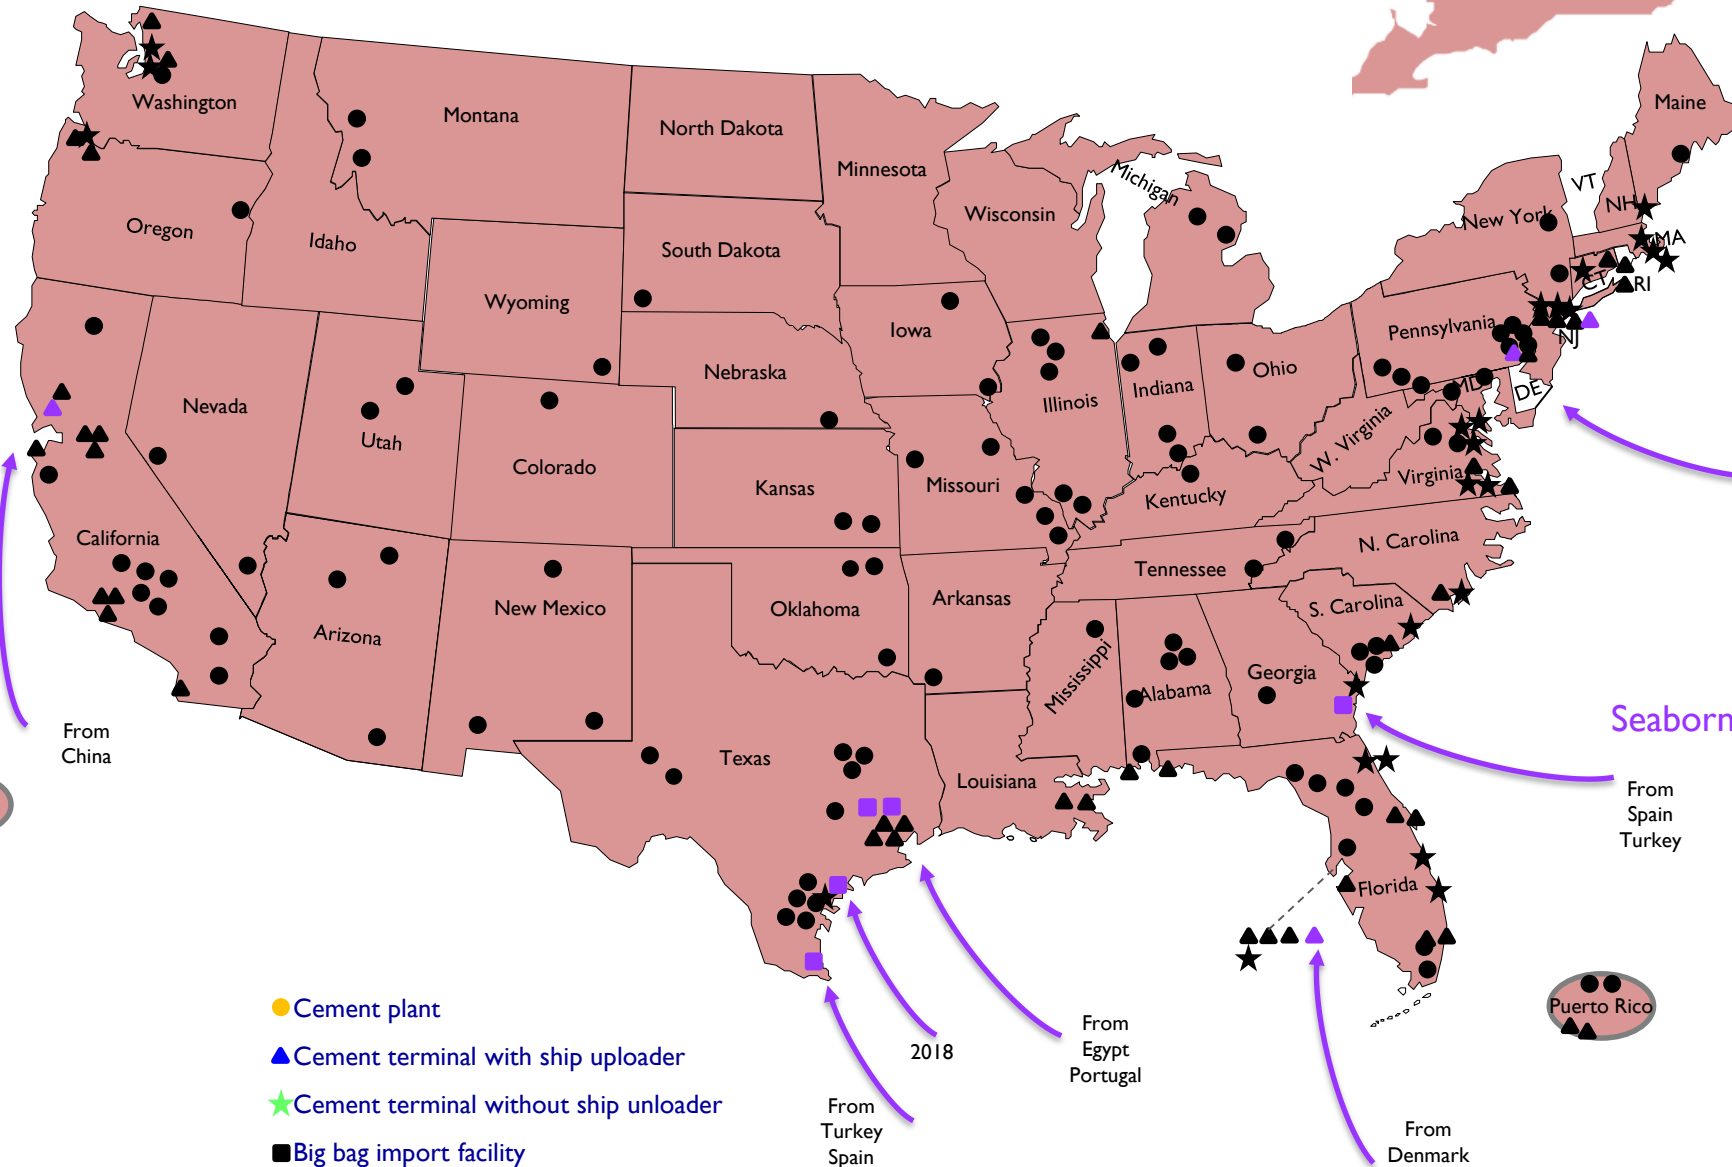 Washington
Montana
North Dakota
Minnesota
Michigan
Maine
VT
NH
New York
MA
CT
RI
Oregon
Idaho
South Dakota
Wisconsin
Wyoming
Iowa
Pennsylvania
NJ
Nebraska
Illinois
Indiana
Ohio
MD
DE
Nevada
Utah
Colorado
Kansas
Missouri
Kentucky
W. Virginia
Virginia
California
N. Carolina
Tennessee
Arizona
New Mexico
Oklahoma
Arkansas
S. Carolina
Mississippi
Alabama
Georgia
Texas
Louisiana
Florida
Puerto Rico
From
China
Seaborn
From
Spain
Turkey
From
Egypt
Portugal
2018
From
Turkey
Spain
From
Denmark
Cement plant
Cement terminal with ship uploader
Cement terminal without ship unloader
Big bag import facility